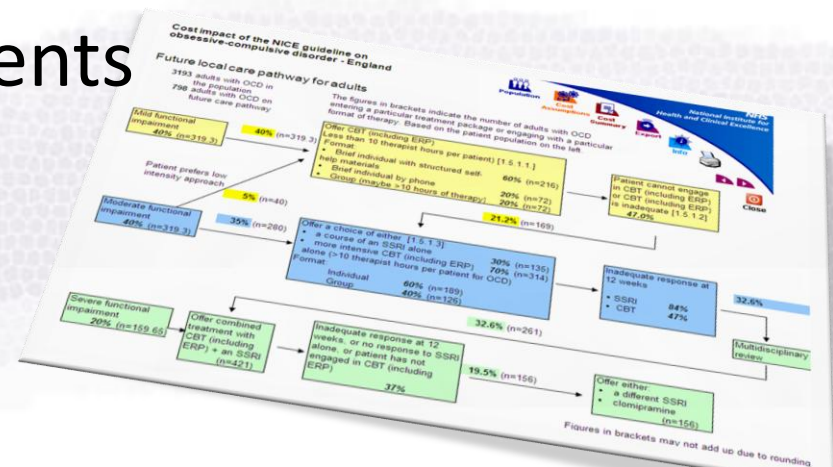 ents
Cost impact of the NICE guideline on
obsessive-compulsive disorder - England
Future local care pathway for adults
3193 adults with OCD in
the population
798 adults with OCD on
future care pathway
The figures in brackets indicate the number of adults with OCD
entering a particular treatment package or engaging with a particular
format of therapy. Based on the patient population on the left.
Population
Cost
Assumptions
Cost
Summary
Export
Info
Close
NHS
National Institute for
Health and Clinical Excellence
Mild functional
impairment
40% (n=319.3)
40% (n=319.3)
Offer CBT (including ERP)
Less than 10 therapist hours per patient) [1.5.1.1.]
Format:
• Brief individual with structured self-
help materials 60% (n=216)
• Brief individual by phone 20% (n=72)
• Group (maybe >10 hours of therapy) 20% (n=72)
Patient cannot engage
in CBT (including ERP)
or CBT (including ERP)
is inadequate [1.5.1.2]
47.0%
Patient prefers low
intensity approach
5% (n=40)
21.2% (n=169)
Moderate functional
impairment
40% (n=319.3)
35% (n=280)
Offer a choice of either [1.5.1.3]
• a course of an SSRI alone 30% (n=135)
• more intensive CBT (including ERP) 70% (n=314)
alone (>10 therapist hours per patient for OCD)
Format:
Individual 60% (n=189)
Group 40% (n=126)
Inadequate response at
12 weeks
• SSRI 84%
• CBT 47%
32.6%
32.6% (n=261)
Multidisciplinary
review
Severe functional
impairment
20% (n=159.65)
Offer combined
treatment with
CBT (including
ERP) + an SSRI
(n=421)
Inadequate response at 12
weeks, or no response to SSRI
alone, or patient has not
engaged in CBT (including
ERP)
37%
19.5% (n=156)
Offer either:
• a different SSRI
• clomipramine
(n=156)
Figures in brackets may not add up due to rounding